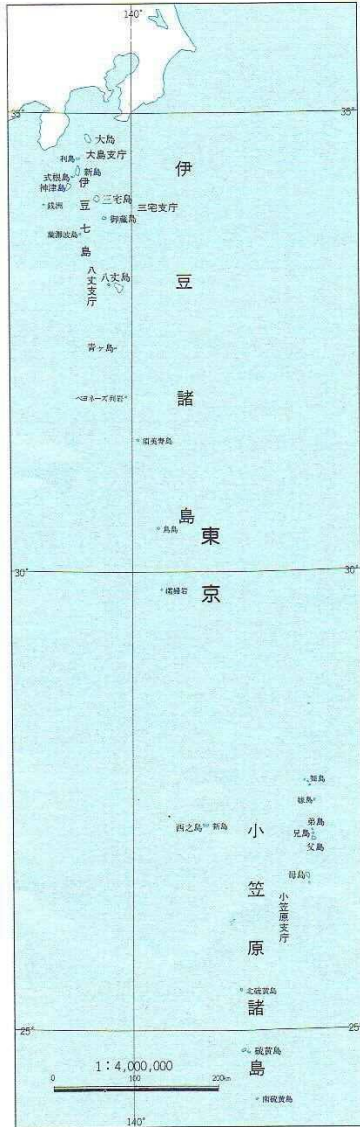 140°
35°
35°
大島
大島支庁
利島
新島
式根島
神津島
伊豆七島
銭洲
三宅島
三宅支庁
御蔵島
藺灘波島
八丈島
八丈支庁
青ヶ島
ベヨネーズ列岩
須美寿島
鳥島
伊豆諸島
東京
30°
30°
孀婦岩
聟島
嫁島
弟島
兄島
父島
西之島
新島
母島
小笠原支庁
小笠原諸島
北硫黄島
25°
25°
硫黄島
1:4,000,000
0 100 200km
南硫黄島
140°